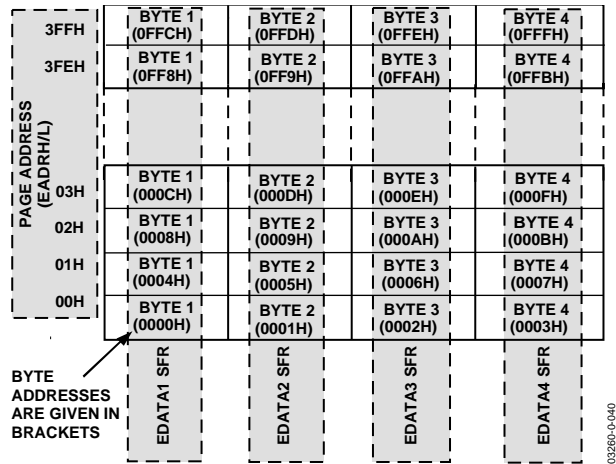 3FFH
BYTE 1
(0FFCH)
BYTE 2
(0FFDH)
BYTE 3
(0FFEH)
BYTE 4
(0FFFH)
3FEH
BYTE 1
(0FF8H)
BYTE 2
(0FF9H)
BYTE 3
(0FFAH)
BYTE 4
(0FFBH)
PAGE ADDRESS
(EADRH/L)
03H
BYTE 1
(000CH)
BYTE 2
(000DH)
BYTE 3
(000EH)
BYTE 4
(000FH)
02H
BYTE 1
(0008H)
BYTE 2
(0009H)
BYTE 3
(000AH)
BYTE 4
(000BH)
01H
BYTE 1
(0004H)
BYTE 2
(0005H)
BYTE 3
(0006H)
BYTE 4
(0007H)
00H
BYTE 1
(0000H)
BYTE 2
(0001H)
BYTE 3
(0002H)
BYTE 4
(0003H)
BYTE
ADDRESSES
ARE GIVEN IN
BRACKETS
EDATA1 SFR
EDATA2 SFR
EDATA3 SFR
EDATA4 SFR
03260-0-040